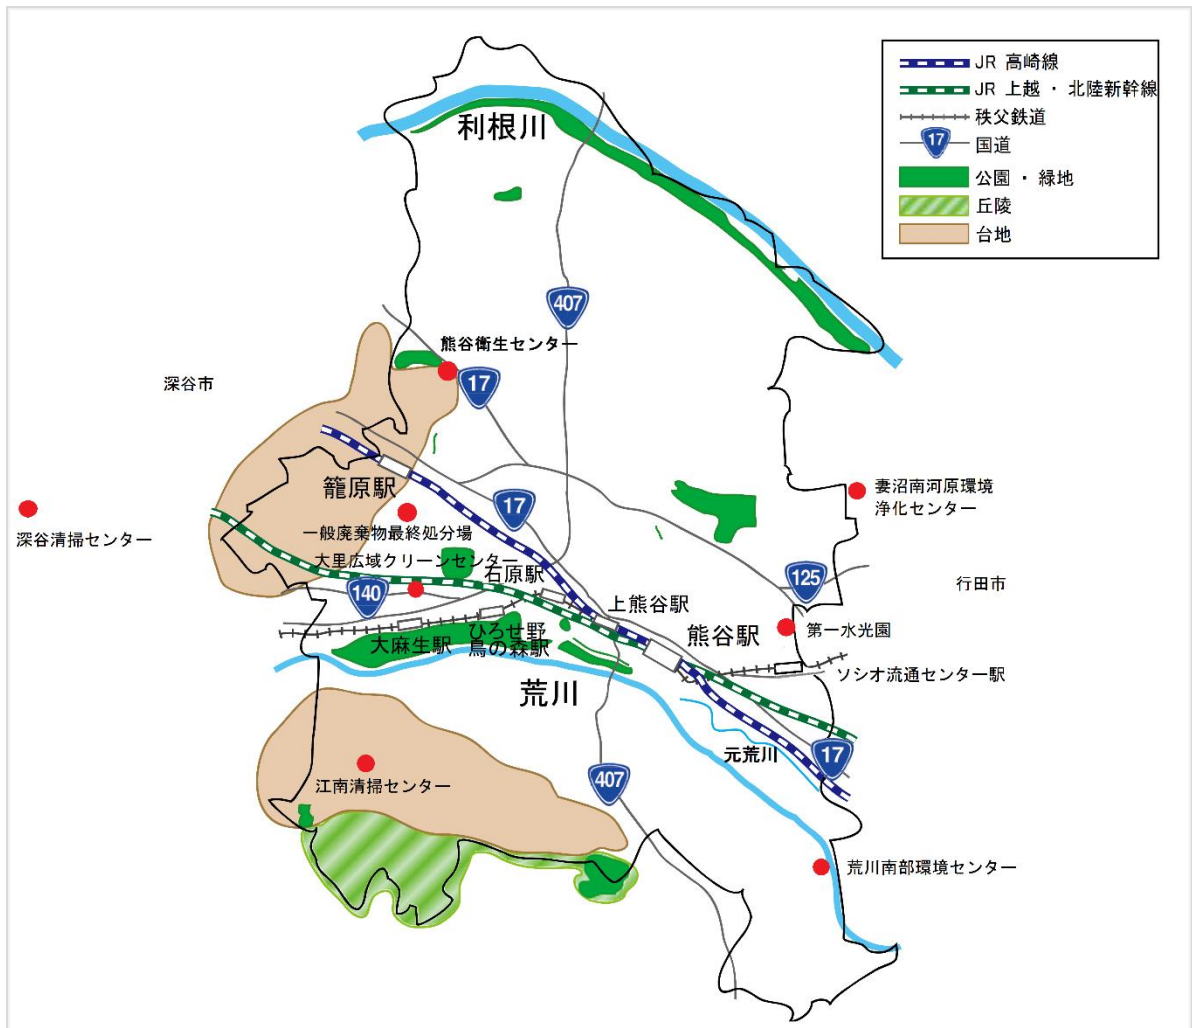 JR 高崎線
JR 上越 ・ 北陸新幹線
秩父鉄道
17
国道
公園 ・ 緑地
丘陵
台地
利根川
407
熊谷衛生センター
17
深谷市
籠原駅
17
妻沼南河原環境
浄化センター
深谷清掃センター
一般廃棄物最終処分場
大里広域クリーンセンター
石原駅
140
125
行田市
上熊谷駅
熊谷駅
第一水光園
大麻生駅
ひろせ野
鳥の森駅
ソシオ流通センター駅
荒川
元荒川
17
407
江南清掃センター
荒川南部環境センター